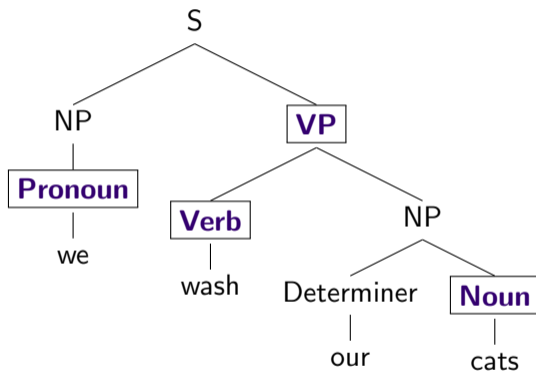 S
NP VP
Pronoun Verb NP
we wash Determiner Noun
our cats